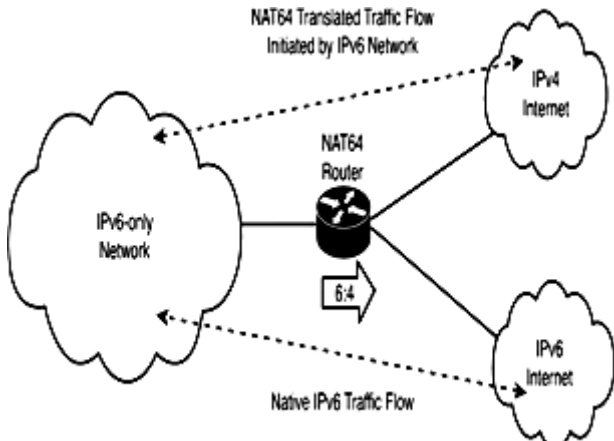 NAT64 Translated Traffic Flow
Initiated by IPv6 Network
IPv4
Internet
NAT64
Router
IPv6-only
Network
6:4
IPv6
Internet
Native IPv6 Traffic Flow